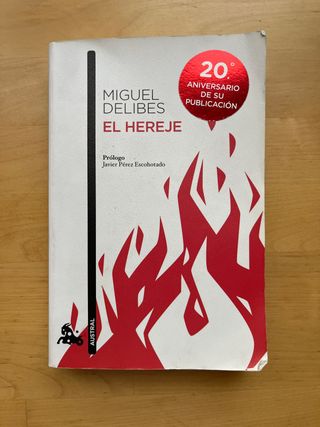 MIGUEL
DELIBES
EL HEREJE
20.º
ANIVERSARIO
DE SU
PUBLICACIÓN
Prólogo
Javier Pérez Escohotado
AUSTRAL